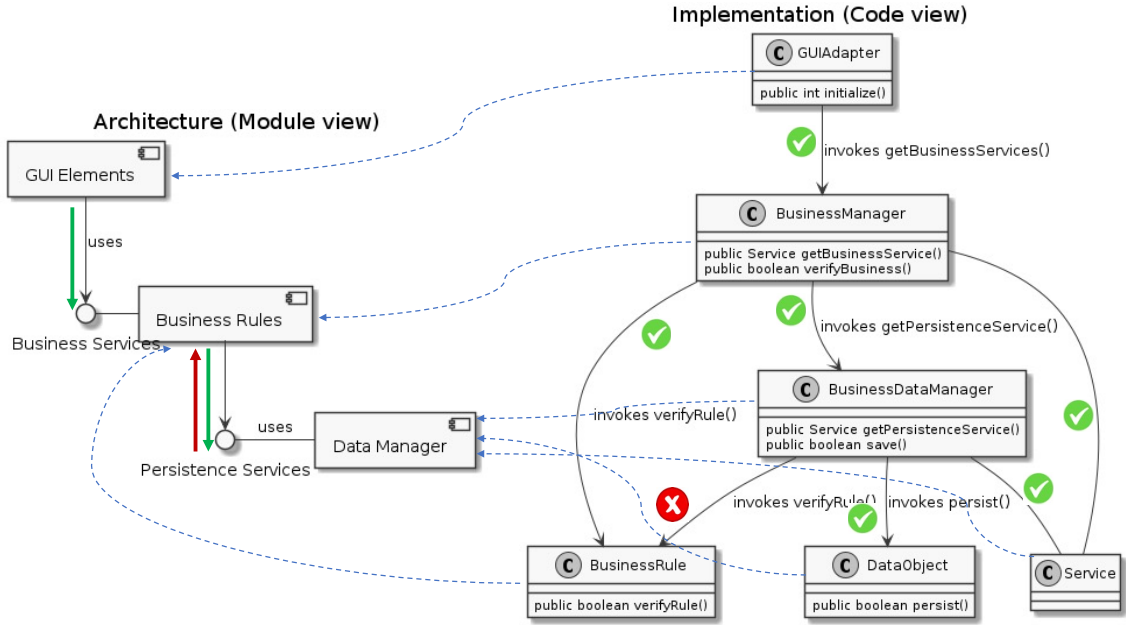 Implementation (Code view)
C GUIAdapter
public int initialize()
Architecture (Module view)
invokes getBusinessServices()
GUI Elements
C BusinessManager
public Service getBusinessService()
public boolean verifyBusiness()
uses
Business Rules
Business Services
invokes getPersistenceService()
C BusinessDataManager
public Service getPersistenceService()
public boolean save()
invokes verifyRule()
uses
Data Manager
Persistence Services
invokes verifyRule()
invokes persist()
C BusinessRule
public boolean verifyRule()
C DataObject
public boolean persist()
C Service